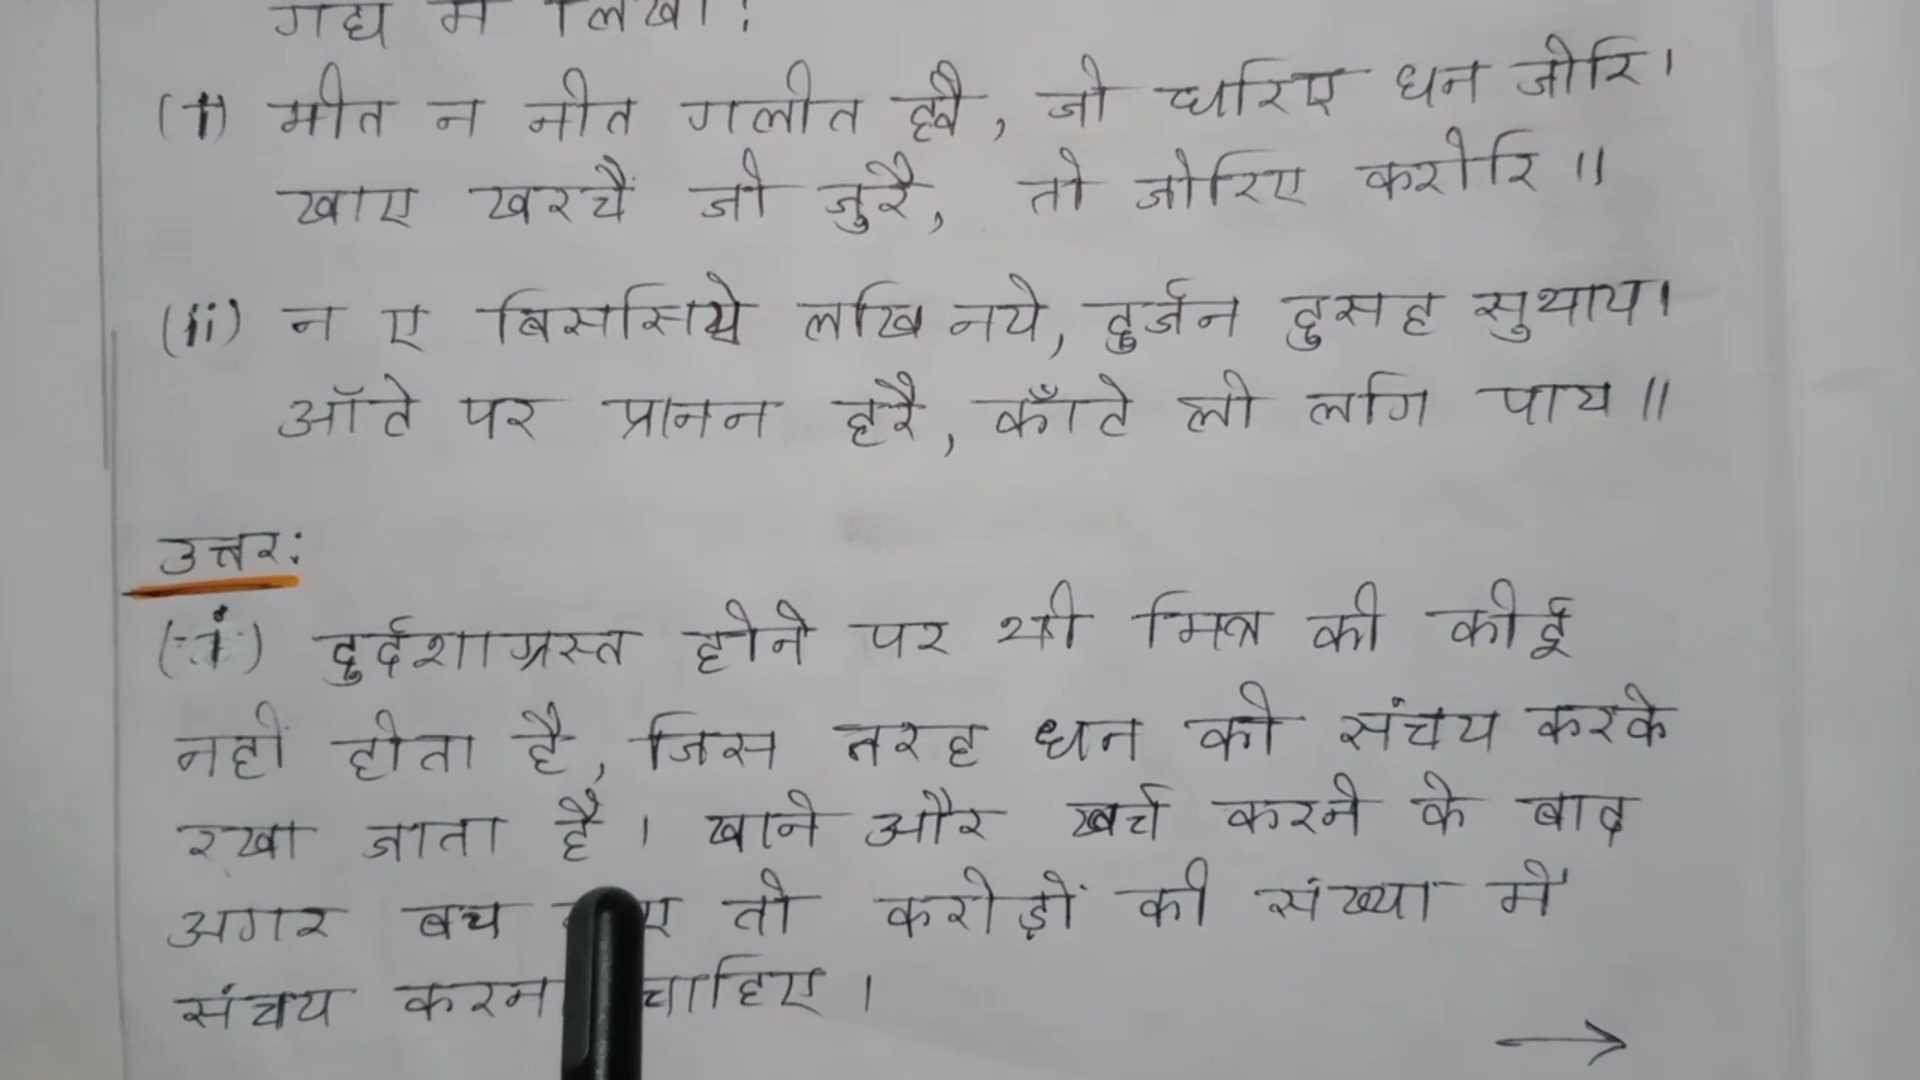 गद्य में लिखो:
(i) मीत न नीत गलीत ह्वै, जो धरिए धन जोरि।
खाए खरचैं जो जुरै, तो जोरिए करोरि॥
(ii) न ए बिससिये लखि नये, दुर्जन दुसह सुथाय।
ऑटे पर प्रानन हरै, काँटे लौ लगि पाय॥
उत्तर:
(i) दुर्दशाग्रस्त होने पर भी मित्र की कोई
नहीं होता है, जिस तरह धन को संचय करके
रखा जाता है। खाने और खर्च करने के बाद
अगर बच तो करोड़ों की संख्या में
संचय चाहिए।
→